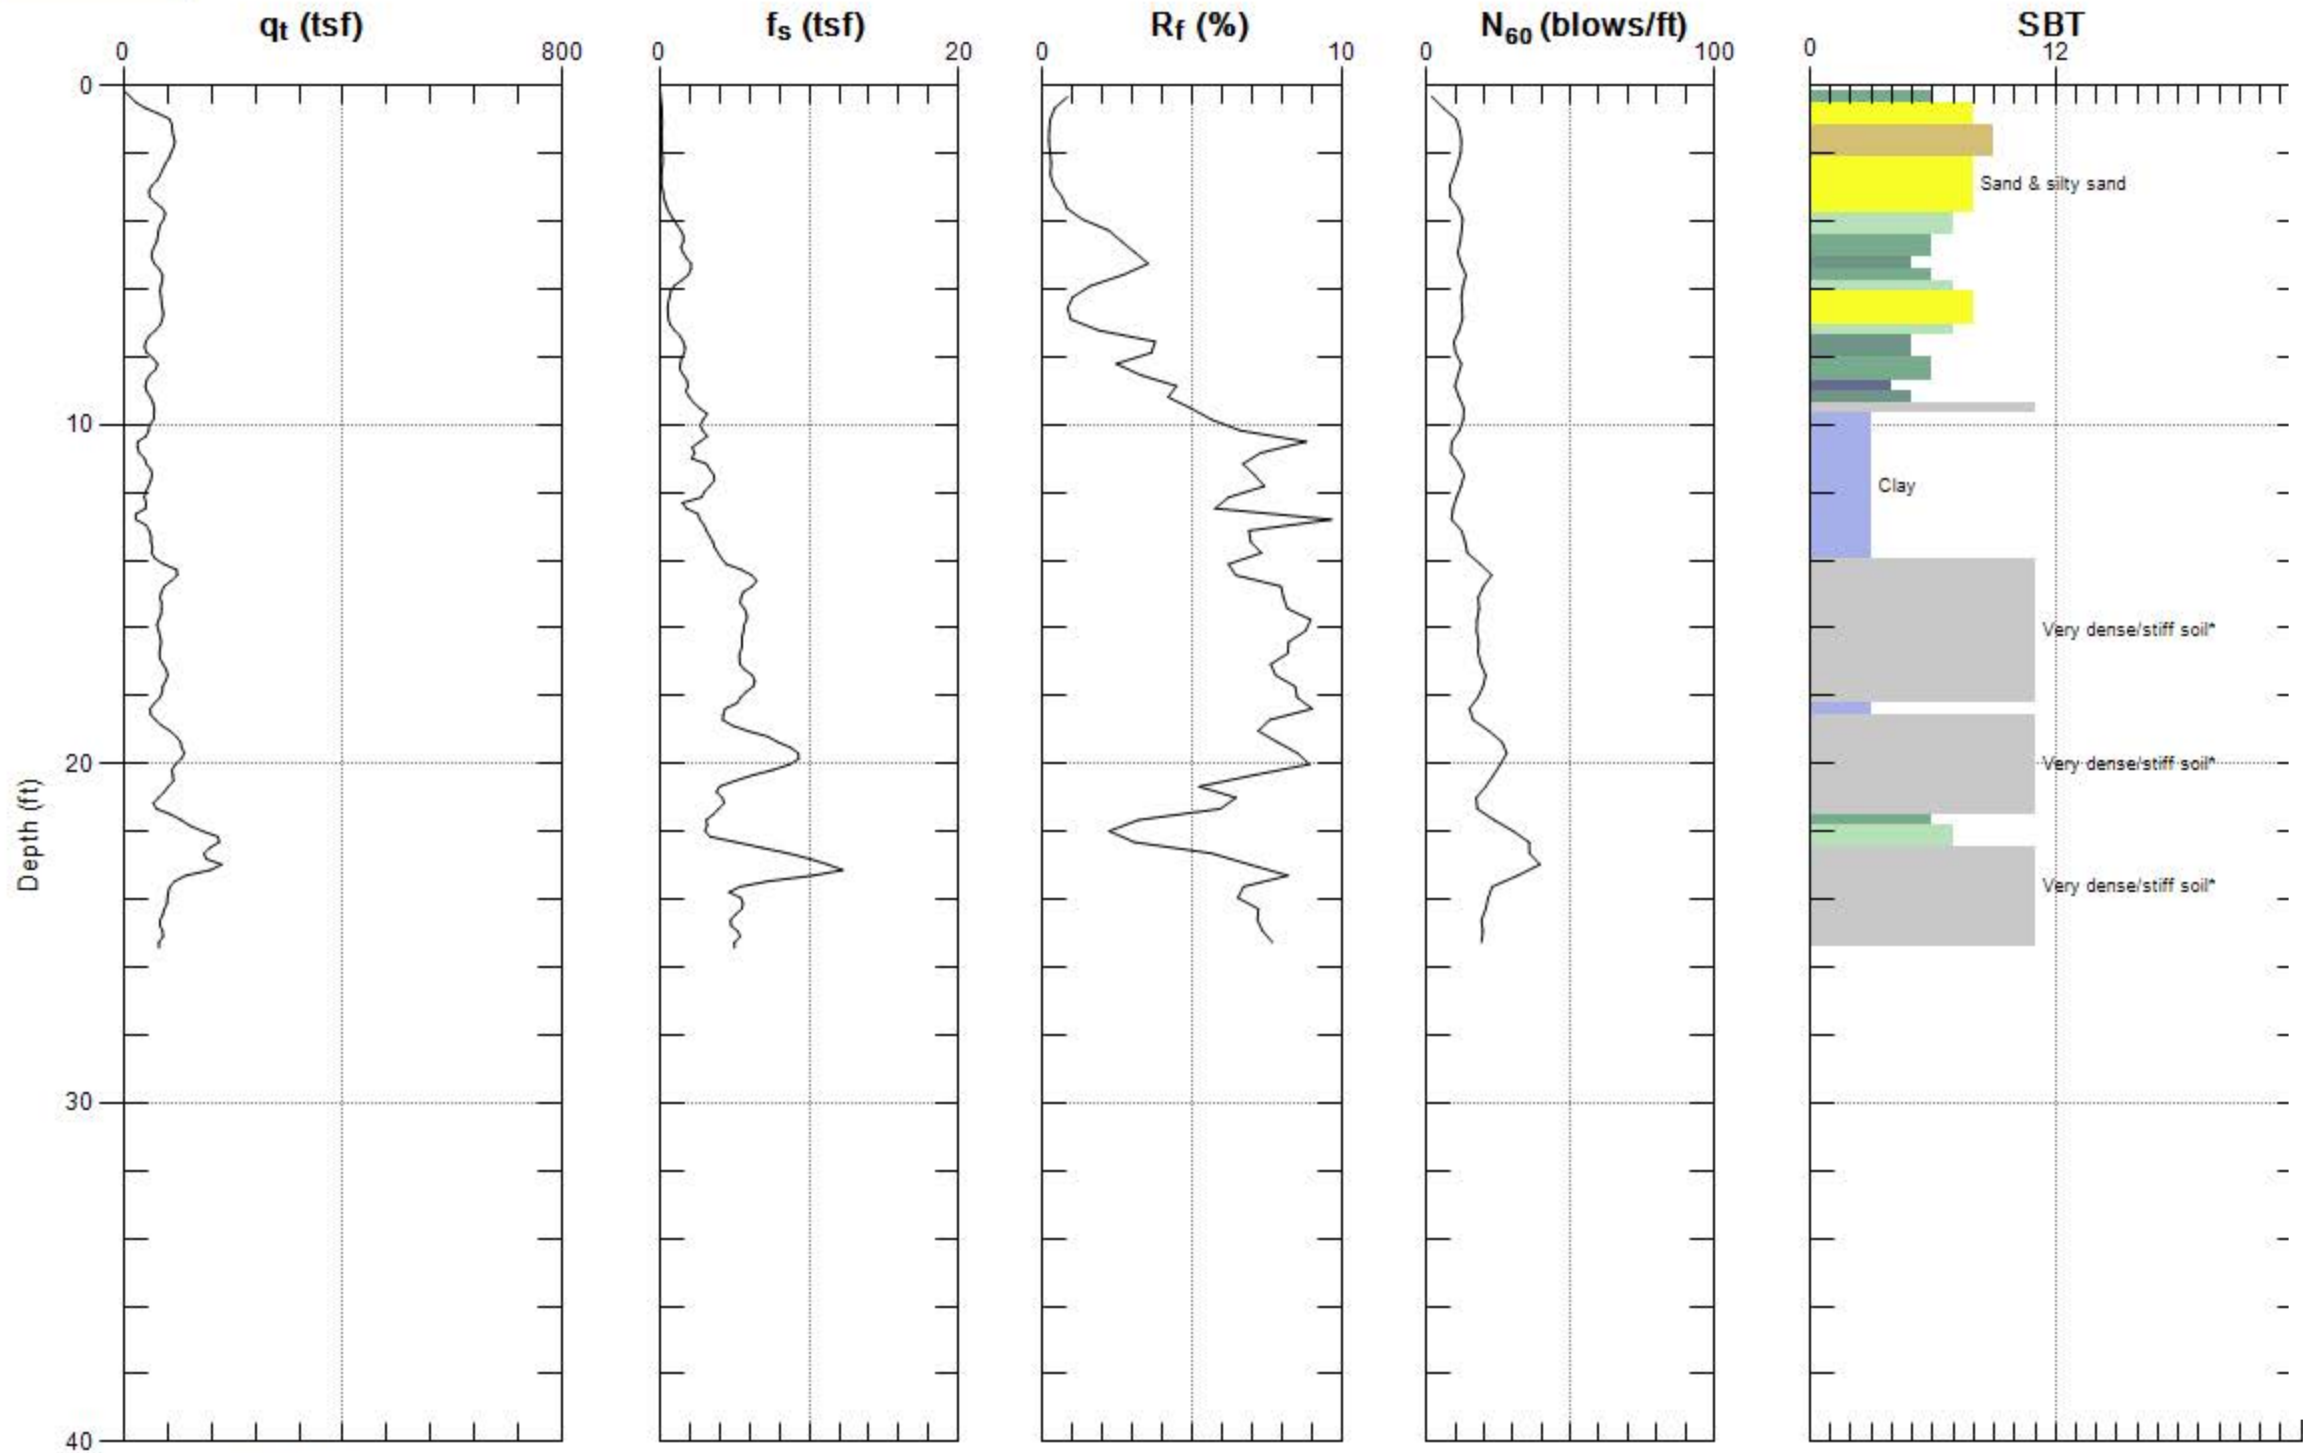 qt (tsf) fs (tsf) Rf (%) N60 (blows/ft) SBT
0 800 0 20 0 10 0 100 0 12
0
Sand & silty sand
10
Clay
Very dense/stiff soil*
20
Very dense/stiff soil*
Depth (ft)
Very dense/stiff soil*
30
40